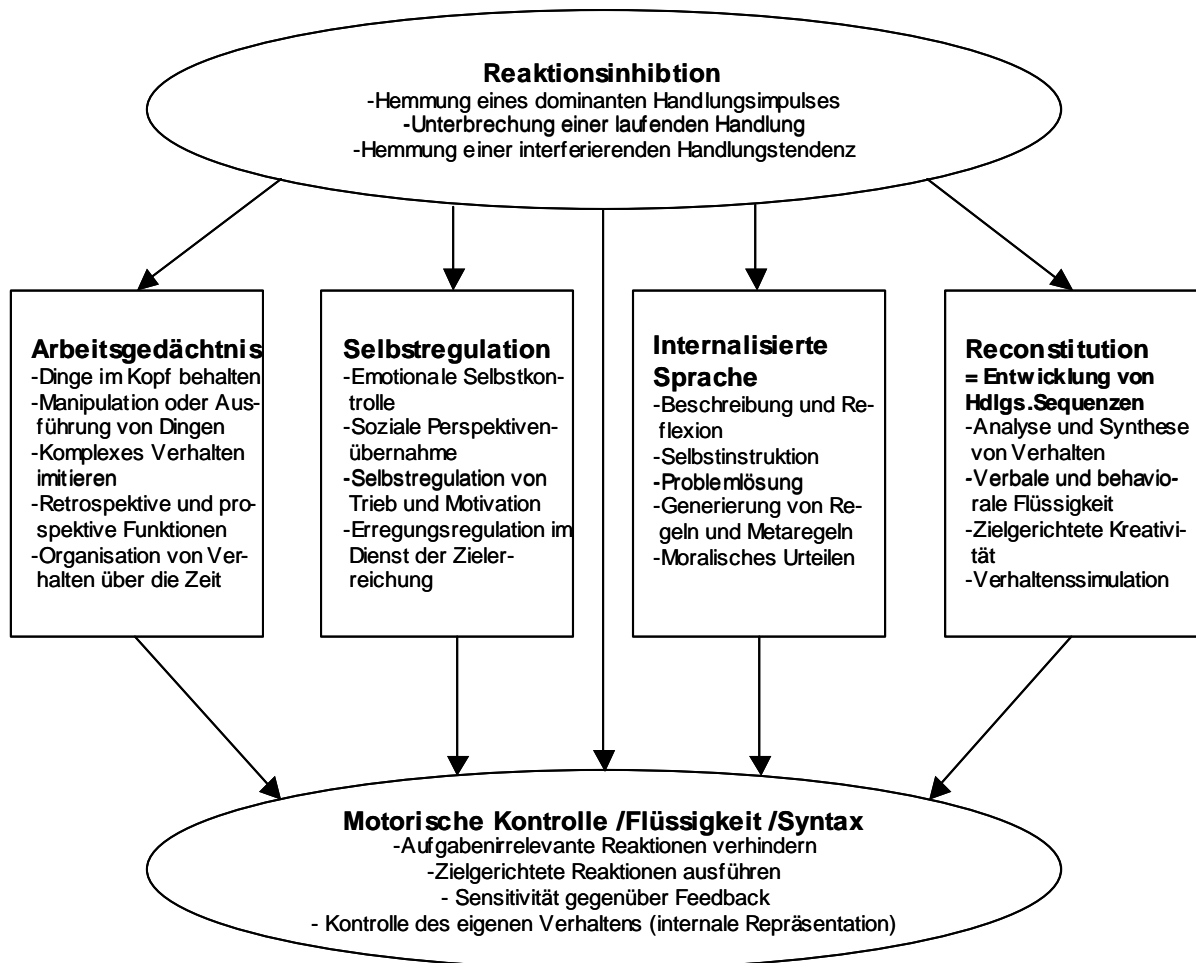 Reaktionsinhibtion
-Hemmung eines dominanten Handlungsimpulses
-Unterbrechung einer laufenden Handlung
-Hemmung einer interferierenden Handlungstendenz
Arbeitsgedächtnis
-Dinge im Kopf behalten
-Manipulation oder Aus-
führung von Dingen
-Komplexes Verhalten
imitieren
-Retrospektive und pro-
spektive Funktionen
-Organisation von Ver-
halten über die Zeit
Selbstregulation
-Emotionale Selbstkon-
trolle
-Soziale Perspektiven-
übernahme
-Selbstregulation von
Trieb und Motivation
-Erregungsregulation im
Dienst der Zieler-
reichung
Internalisierte
Sprache
-Beschreibung und Re-
flexion
-Selbstinstruktion
-Problemlösung
-Generierung von Re-
geln und Metaregeln
-Moralisches Urteilen
Reconstitution
= Entwicklung von
Hdlgs.Sequenzen
-Analyse und Synthese
von Verhalten
-Verbale und behavio-
rale Flüssigkeit
-Zielgerichtete Kreativi-
tät
-Verhaltenssimulation
Motorische Kontrolle /Flüssigkeit /Syntax
-Aufgabenirrelevante Reaktionen verhindern
-Zielgerichtete Reaktionen ausführen
- Sensitivität gegenüber Feedback
- Kontrolle des eigenen Verhaltens (internale Repräsentation)